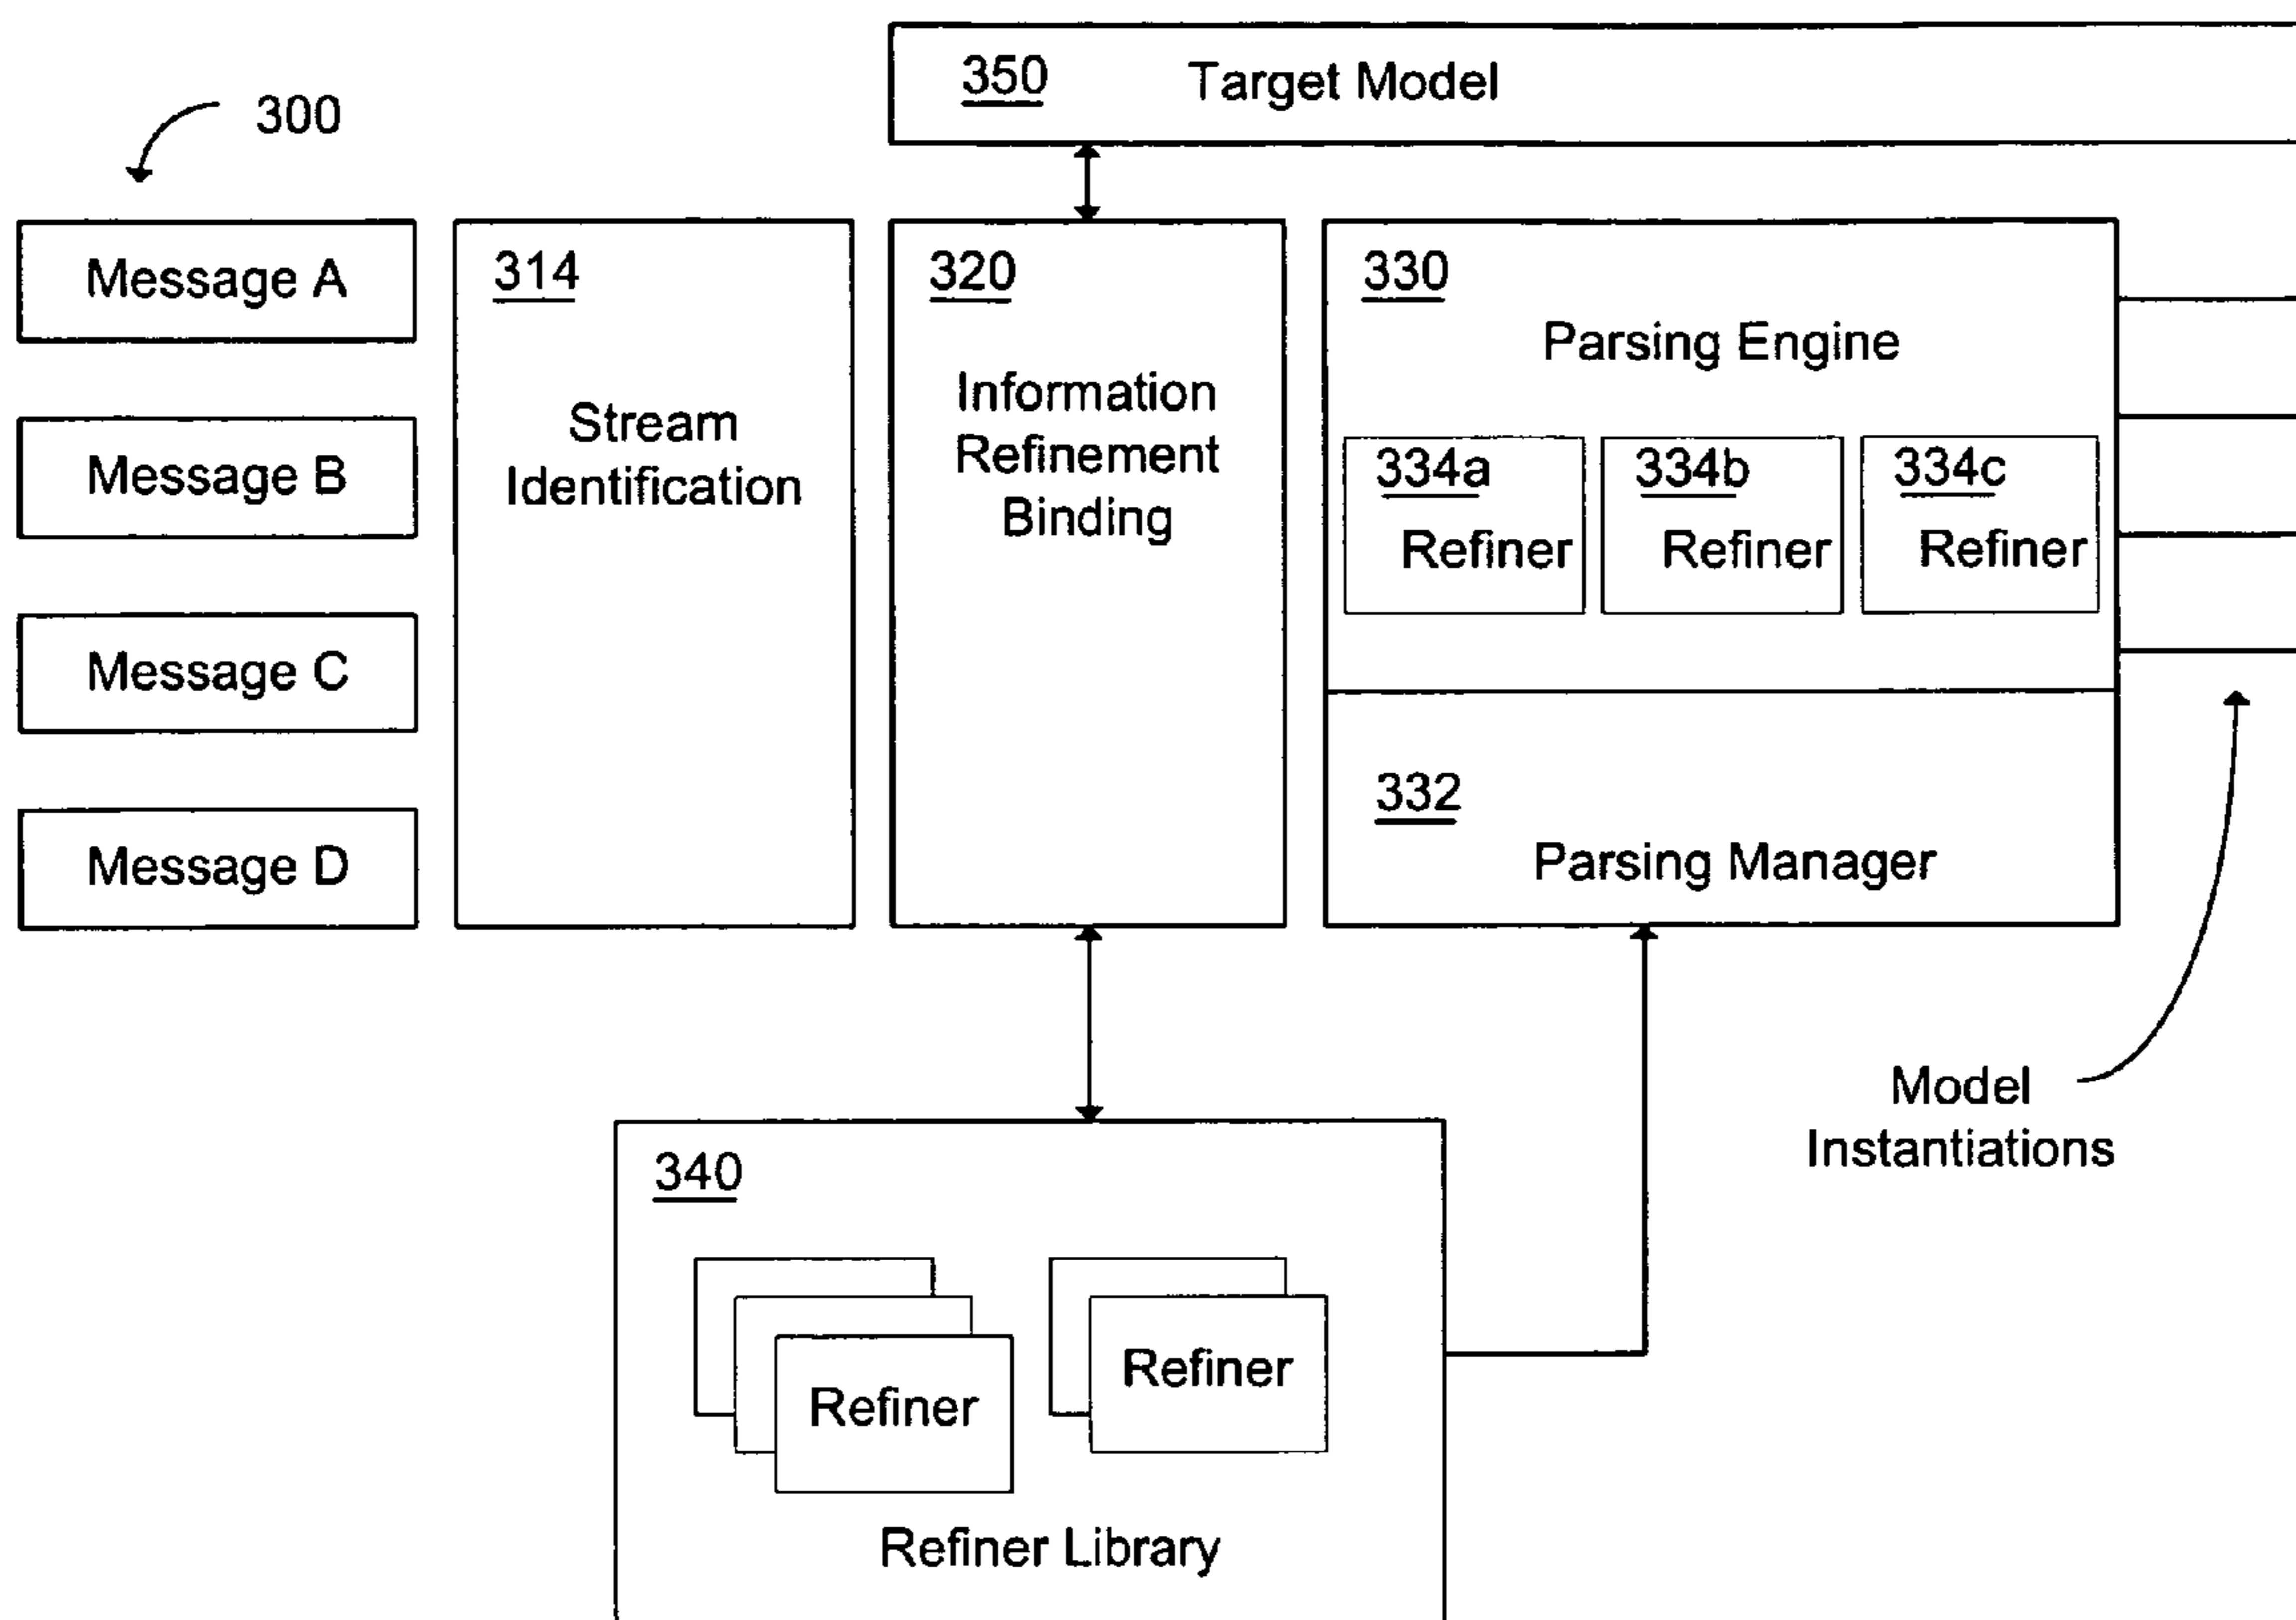 350 Target Model
300
Message A
Message B
Message C
Message D
314
Stream
Identification
320
Information
Refinement
Binding
330
Parsing Engine
334a
Refiner
334b
Refiner
334c
Refiner
332
Parsing Manager
Model
Instantiations
340
Refiner
Refiner
Refiner Library